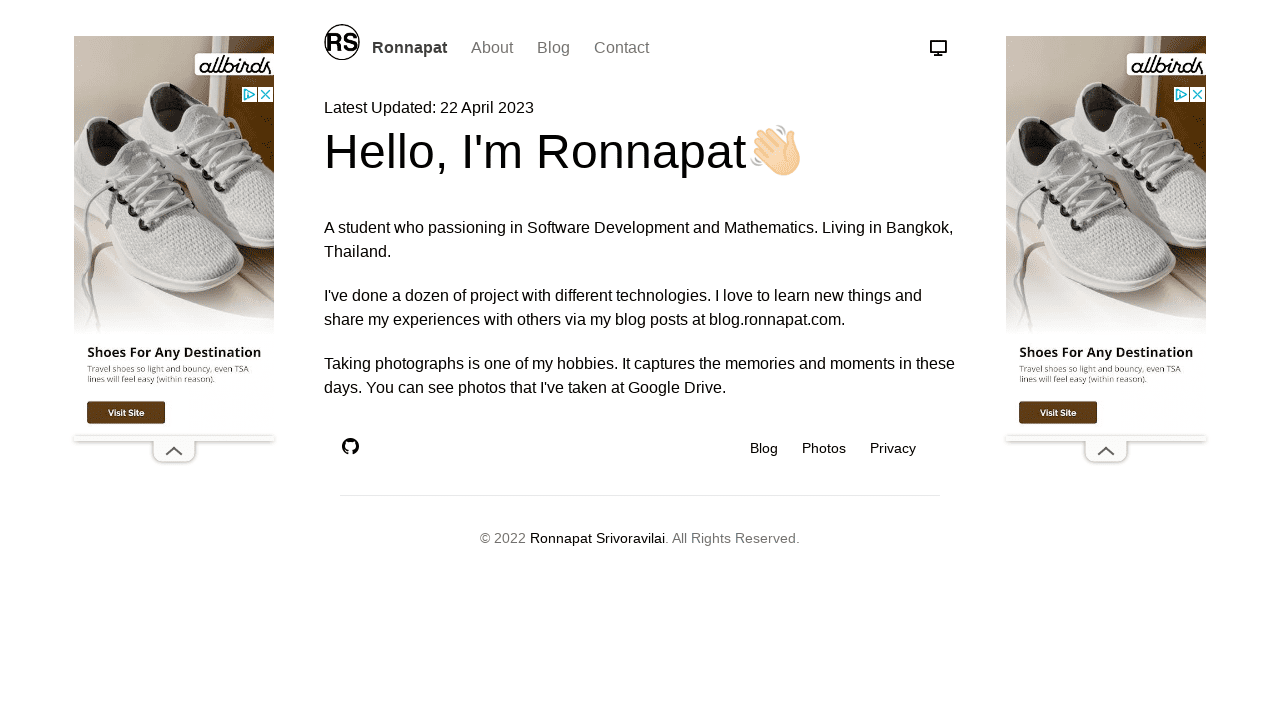 RS Ronnapat About Blog Contact
Latest Updated: 22 April 2023
Hello, I'm Ronnapat👋🏻
A student who passioning in Software Development and Mathematics. Living in Bangkok,
Thailand.
I've done a dozen of project with different technologies. I love to learn new things and
share my experiences with others via my blog posts at blog.ronnapat.com.
Taking photographs is one of my hobbies. It captures the memories and moments in these
days. You can see photos that I've taken at Google Drive.
Blog Photos Privacy
© 2022 Ronnapat Srivoravilai. All Rights Reserved.
allbirds
Shoes For Any Destination
Travel shoes so light and bouncy, even TSA
lines will feel easy (within reason).
Visit Site
allbirds
Shoes For Any Destination
Travel shoes so light and bouncy, even TSA
lines will feel easy (within reason).
Visit Site